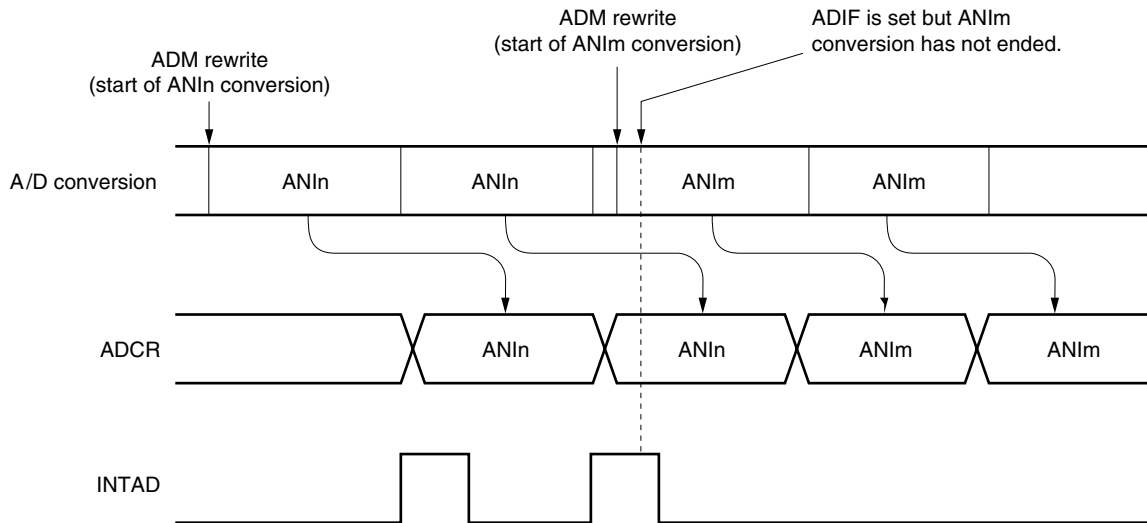 ADM rewrite
(start of ANIn conversion)
ADM rewrite
(start of ANIm conversion)
ADIF is set but ANIm
conversion has not ended.
A/D conversion
ANIn
ANIn
ANIm
ANIm
ADCR
ANIn
ANIn
ANIm
ANIm
INTAD